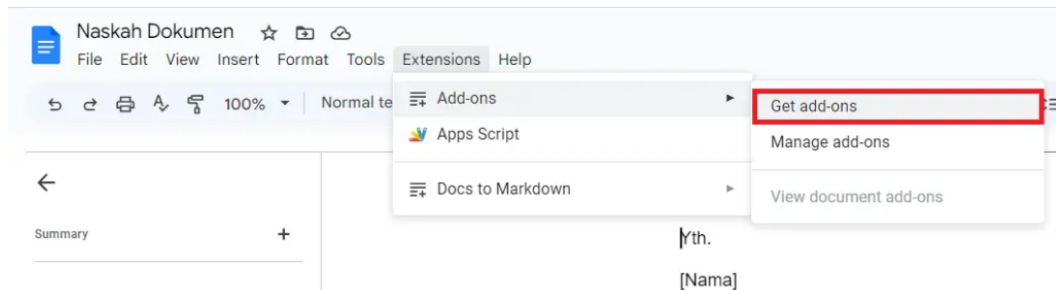 Naskah Dokumen
File Edit View Insert Format Tools Extensions Help
100% Normal te
Add-ons
Get add-ons
Apps Script
Manage add-ons
Docs to Markdown
View document add-ons
Summary
Yth.
[Nama]